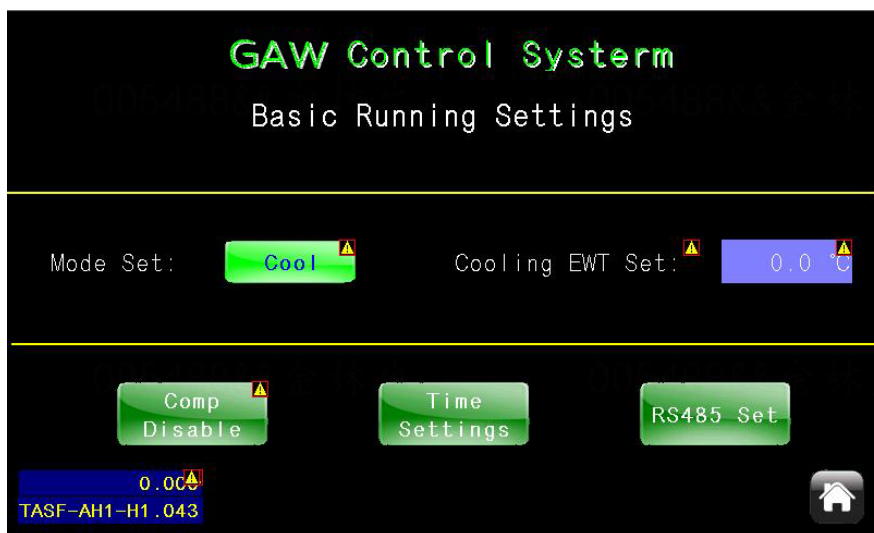 GAW Control Systerm
Basic Running Settings
Mode Set:
Cool
Cooling EWT Set:
0.0 ℃
Comp
Disable
Time
Settings
RS485 Set
0.000
TASF-AH1-H1.043